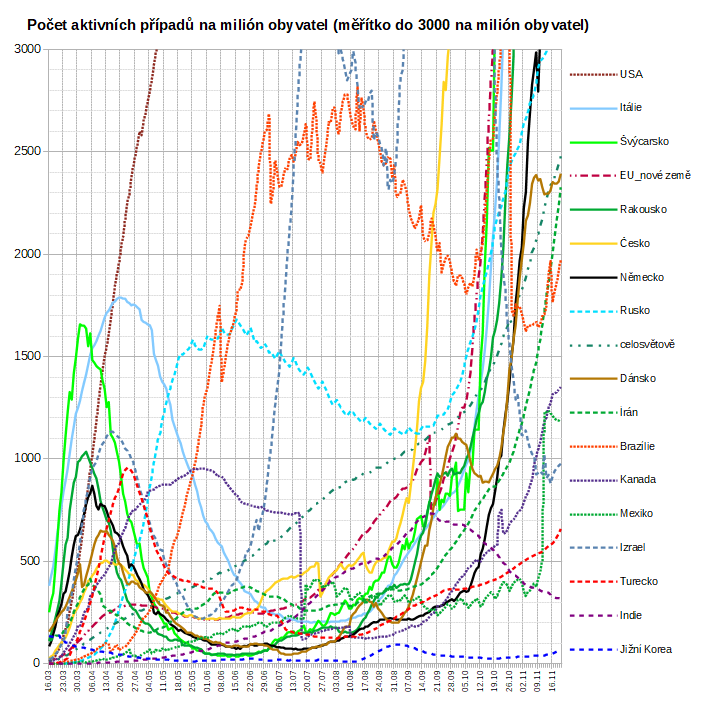 Počet aktivních případů na milión obyvatel (měřítko do 3000 na milión obyvatel)
3000
2500
2000
1500
1000
500
0
16.03
23.03
30.03
06.04
13.04
20.04
27.04
04.05
11.05
18.05
25.05
01.06
08.06
15.06
22.06
29.06
06.07
13.07
20.07
27.07
03.08
10.08
17.08
24.08
31.08
07.09
14.09
21.09
28.09
05.10
12.10
19.10
26.10
02.11
09.11
16.11
USA
Itálie
Švýcarsko
EU_nové země
Rakousko
Česko
Německo
Rusko
celosvětově
Dánsko
Irán
Brazílie
Kanada
Mexiko
Izrael
Turecko
Indie
Jižní Korea